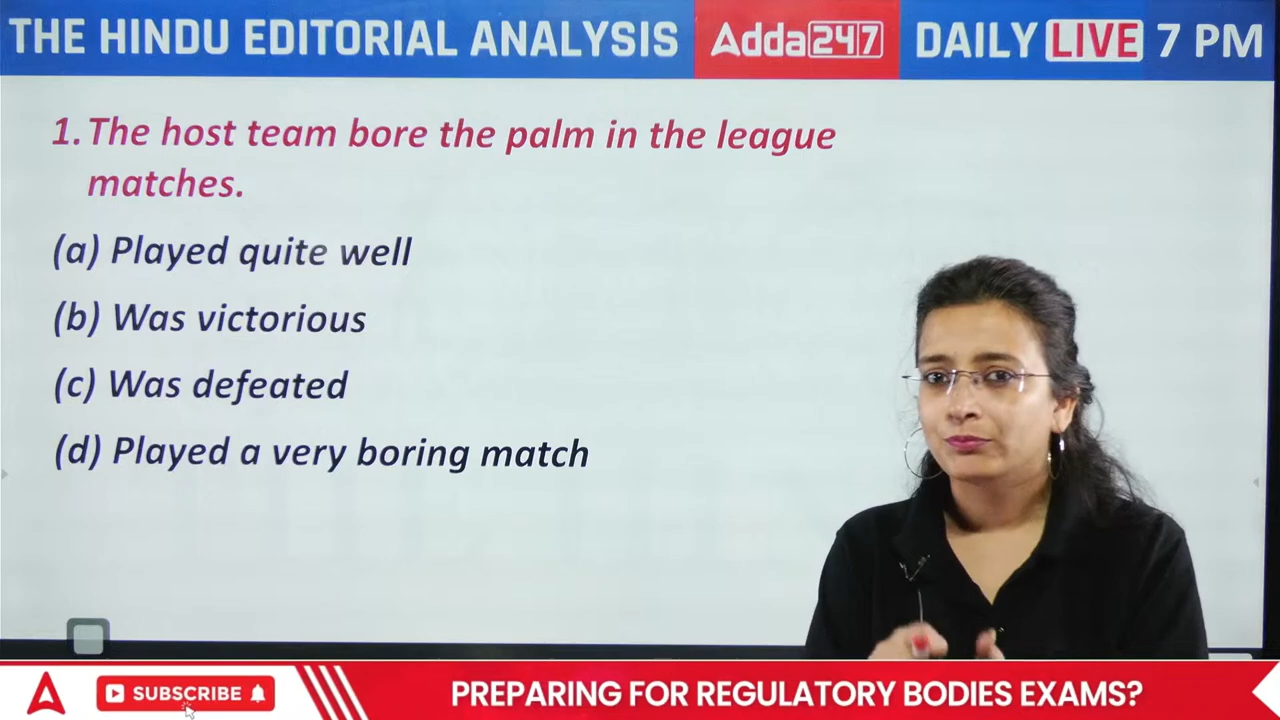 THE HINDU EDITORIAL ANALYSIS Adda247 DAILY LIVE 7 PM
1. The host team bore the palm in the league
matches.
(a) Played quite well
(b) Was victorious
(c) Was defeated
(d) Played a very boring match
SUBSCRIBE PREPARING FOR REGULATORY BODIES EXAMS?